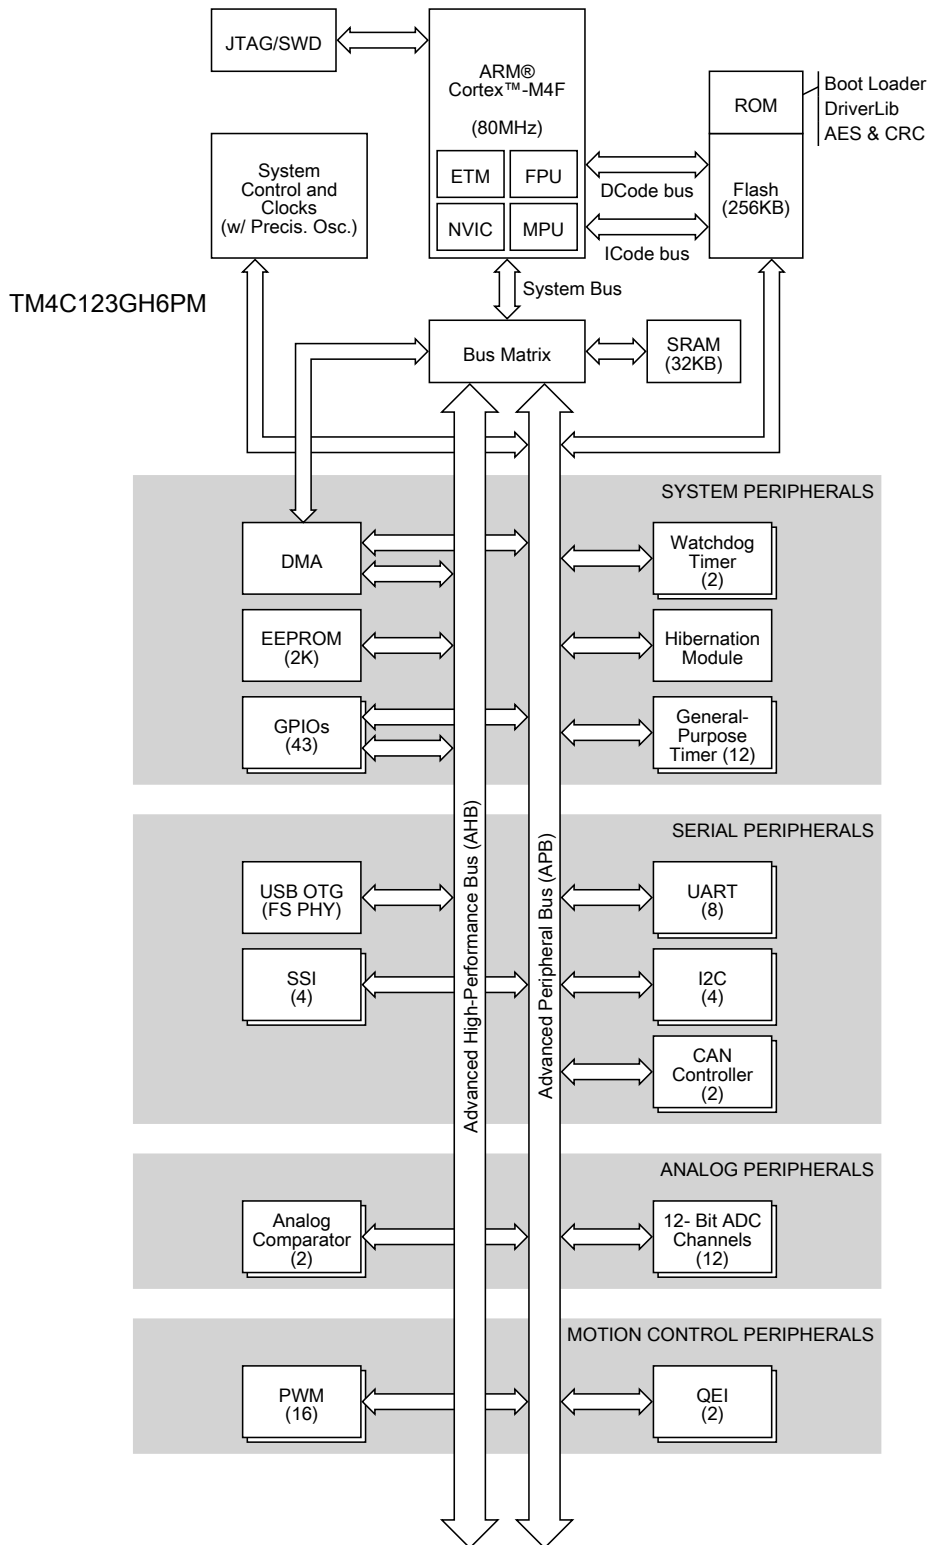 JTAG/SWD
ARM®
Cortex™-M4F
(80MHz)
ETM
FPU
NVIC
MPU
ROM
Boot Loader
DriverLib
AES & CRC
Flash
(256KB)
DCode bus
ICode bus
System
Control and
Clocks
(w/ Precis. Osc.)
TM4C123GH6PM
System Bus
Bus Matrix
SRAM
(32KB)
SYSTEM PERIPHERALS
DMA
Watchdog
Timer
(2)
EEPROM
(2K)
Hibernation
Module
GPIOs
(43)
General-
Purpose
Timer (12)
Advanced High-Performance Bus (AHB)
Advanced Peripheral Bus (APB)
SERIAL PERIPHERALS
USB OTG
(FS PHY)
UART
(8)
SSI
(4)
I2C
(4)
CAN
Controller
(2)
ANALOG PERIPHERALS
Analog
Comparator
(2)
12- Bit ADC
Channels
(12)
MOTION CONTROL PERIPHERALS
PWM
(16)
QEI
(2)